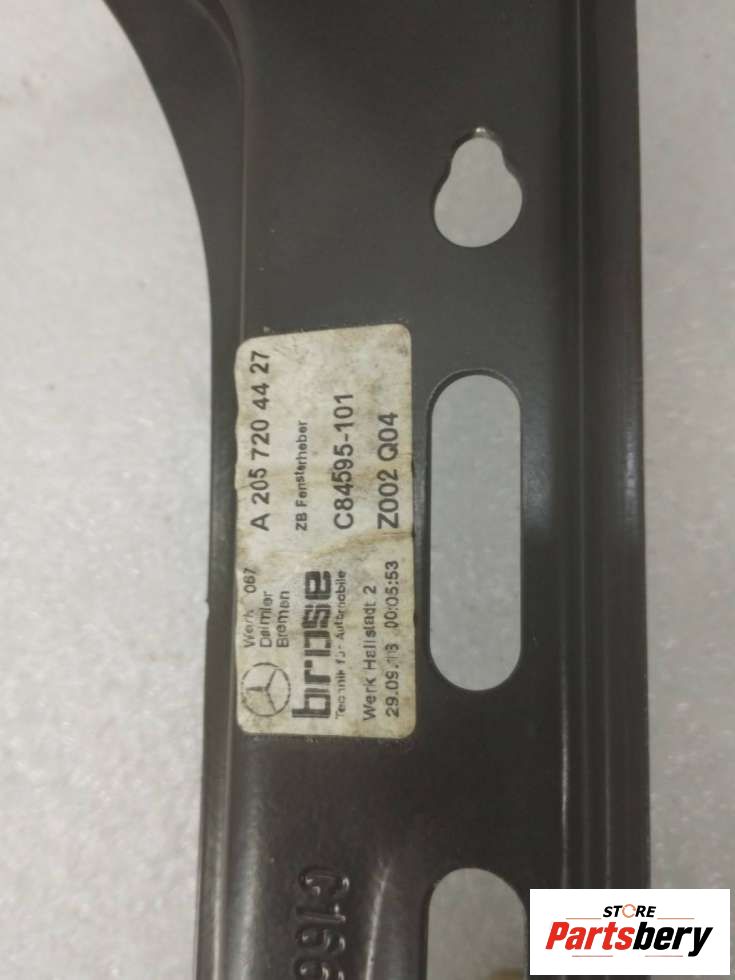 A 205 720 44 27
ZB Fensterheber
C84595-101
Z002 Q04
Werk 067
Daimler
Bremen
brose
Technik für Automobile
Werk Hallstadt 2
29.09. 00:05:53
C166
STORE
Partsbery